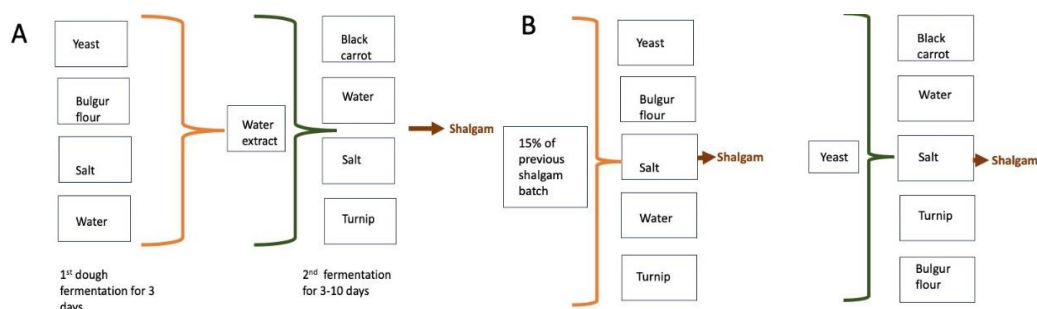 A
Yeast
Bulgur
flour
Salt
Water
1st dough
fermentation for 3
days
Water
extract
Black
carrot
Water
Salt
Turnip
2nd fermentation
for 3-10 days
Shalgam
B
15% of
previous
shalgam
batch
Yeast
Bulgur
flour
Salt
Water
Turnip
Shalgam
Yeast
Black
carrot
Water
Salt
Turnip
Bulgur
flour
Shalgam